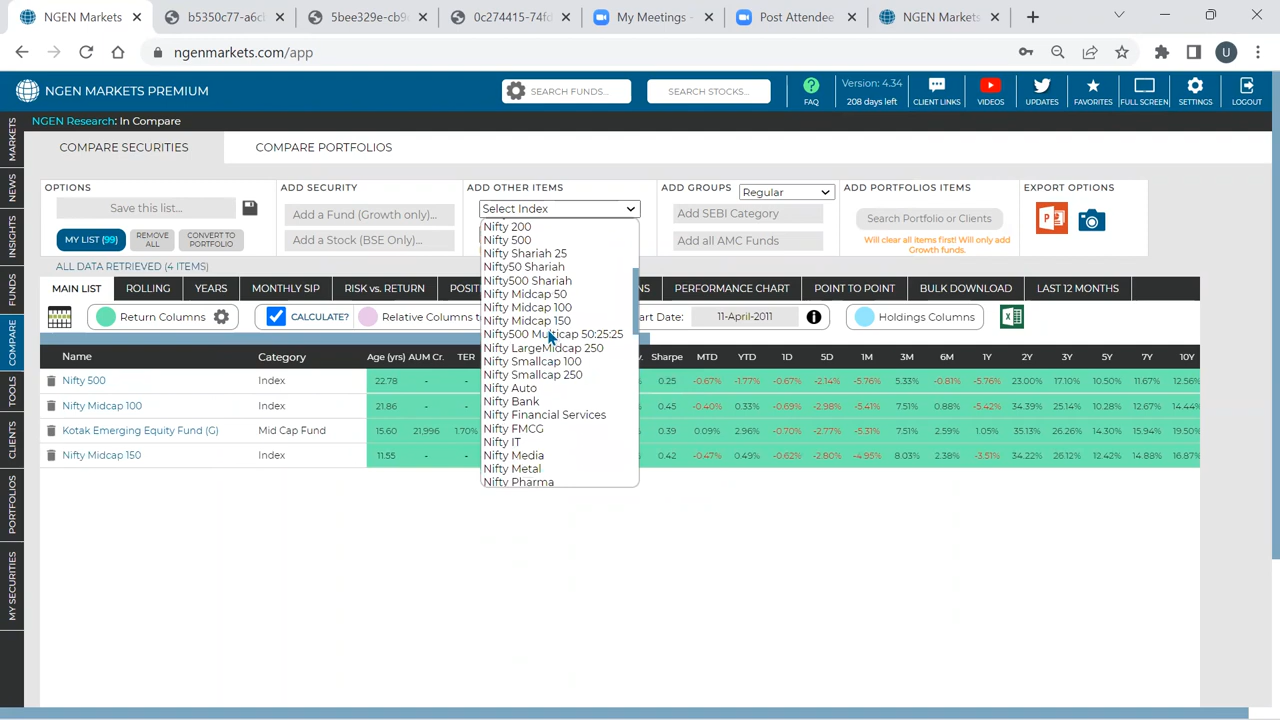 NGEN Markets
b5350c77-a6c
5bee329e-cb9
0c274415-74fd
My Meetings -
Post Attendee
NGEN Markets
ngenmarkets.com/app
U
NGEN MARKETS PREMIUM
SEARCH FUNDS...
SEARCH STOCKS...
FAQ
Version: 4.34
208 days left
CLIENT LINKS
VIDEOS
UPDATES
FAVORITES
FULL SCREEN
SETTINGS
LOGOUT
NGEN Research: In Compare
COMPARE SECURITIES
COMPARE PORTFOLIOS
MARKETS
NEWS
INSIGHTS
FUNDS
COMPARE
TOOLS
CLIENTS
PORTFOLIOS
MY SECURITIES
OPTIONS
Save this list...
MY LIST (99)
REMOVE ALL
CONVERT TO PORTFOLIO
ADD SECURITY
Add a Fund (Growth only)...
Add a Stock (BSE Only)...
ADD OTHER ITEMS
Select Index
ADD GROUPS
Regular
Add SEBI Category
Add all AMC Funds
ADD PORTFOLIOS ITEMS
Search Portfolio or Clients
Will clear all items first! Will only add Growth funds.
EXPORT OPTIONS
Nifty 200
Nifty 500
Nifty Shariah 25
Nifty50 Shariah
Nifty500 Shariah
Nifty Midcap 50
Nifty Midcap 100
Nifty Midcap 150
Nifty500 Multicap 50:25:25
Nifty LargeMidcap 250
Nifty Smallcap 100
Nifty Smallcap 250
Nifty Auto
Nifty Bank
Nifty Financial Services
Nifty FMCG
Nifty IT
Nifty Media
Nifty Metal
Nifty Pharma
ALL DATA RETRIEVED (4 ITEMS)
MAIN LIST
ROLLING
YEARS
MONTHLY SIP
RISK vs. RETURN
PERFORMANCE CHART
POINT TO POINT
BULK DOWNLOAD
LAST 12 MONTHS
Return Columns
CALCULATE?
Relative Columns
Date:
11-April-2011
Holdings Columns
Name Category Age (yrs) AUM Cr. TER Sharpe MTD YTD 1D 5D 1M 3M 6M 1Y 2Y 3Y 5Y 7Y 10Y
Nifty 500 Index 22.78 - - 0.25 -0.67% -1.77% -0.67% -2.14% -5.76% 5.33% -0.81% -5.76% 23.00% 17.10% 10.50% 11.67% 12.56%
Nifty Midcap 100 Index 21.86 - - 0.45 -0.40% 0.33% -0.69% -2.98% -5.41% 7.51% 0.88% -5.42% 34.39% 25.14% 10.28% 12.67% 14.44%
Kotak Emerging Equity Fund (G) Mid Cap Fund 15.60 21,996 1.70% 0.39 0.09% 2.96% -0.70% -2.77% -5.31% 7.51% 2.59% 1.05% 35.13% 26.26% 14.30% 15.94% 19.50%
Nifty Midcap 150 Index 11.55 - - 0.42 -0.47% 0.49% -0.62% -2.80% -4.95% 8.03% 2.38% -3.51% 34.22% 26.12% 12.42% 14.88% 16.87%